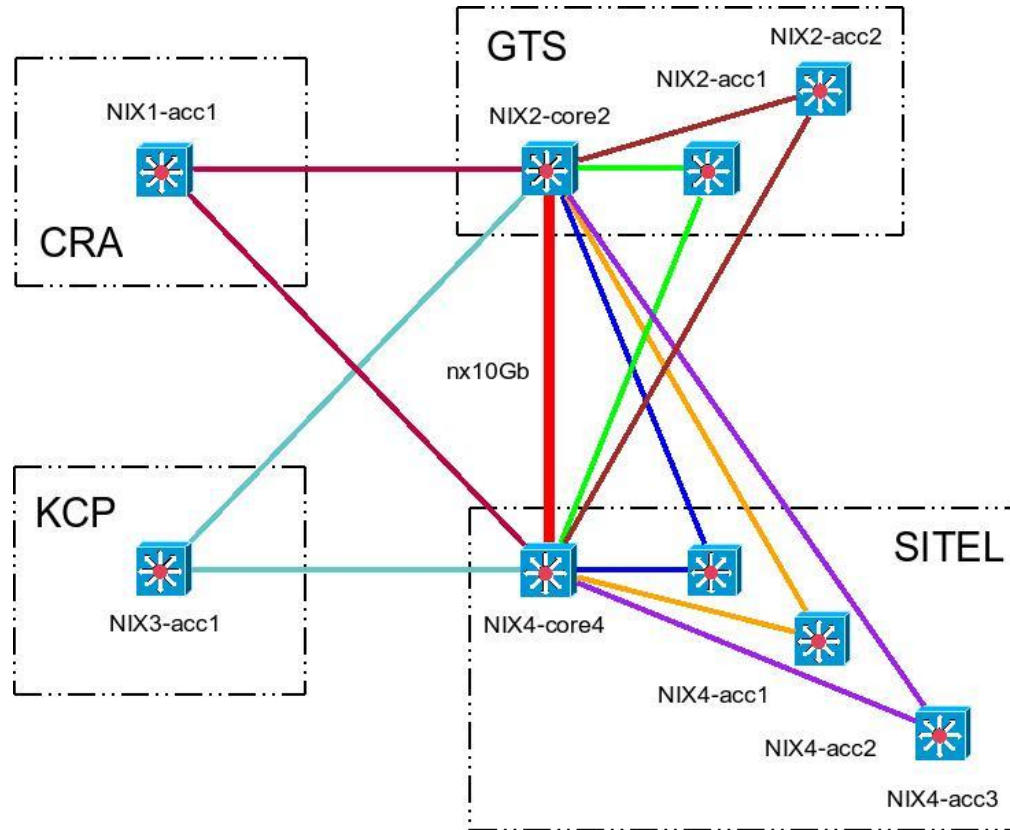 GTS
NIX2-acc2
NIX2-acc1
NIX1-acc1
NIX2-core2
CRA
nx10Gb
KCP
SITEL
NIX3-acc1
NIX4-core4
NIX4-acc1
NIX4-acc2
NIX4-acc3